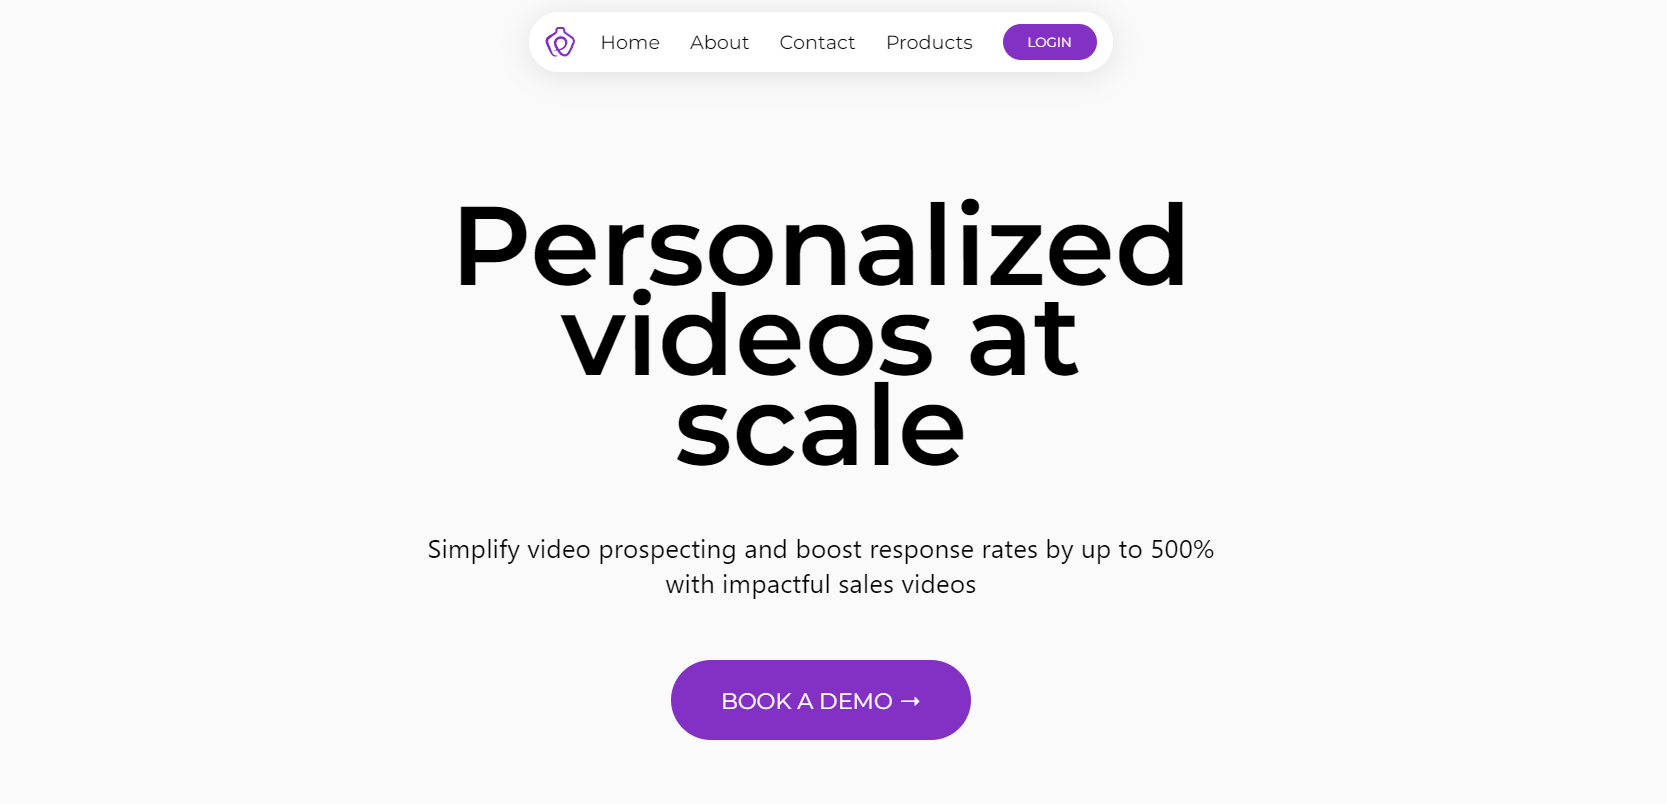 Home About Contact Products LOGIN
Personalized
videos at
scale
Simplify video prospecting and boost response rates by up to 500%
with impactful sales videos
BOOK A DEMO →